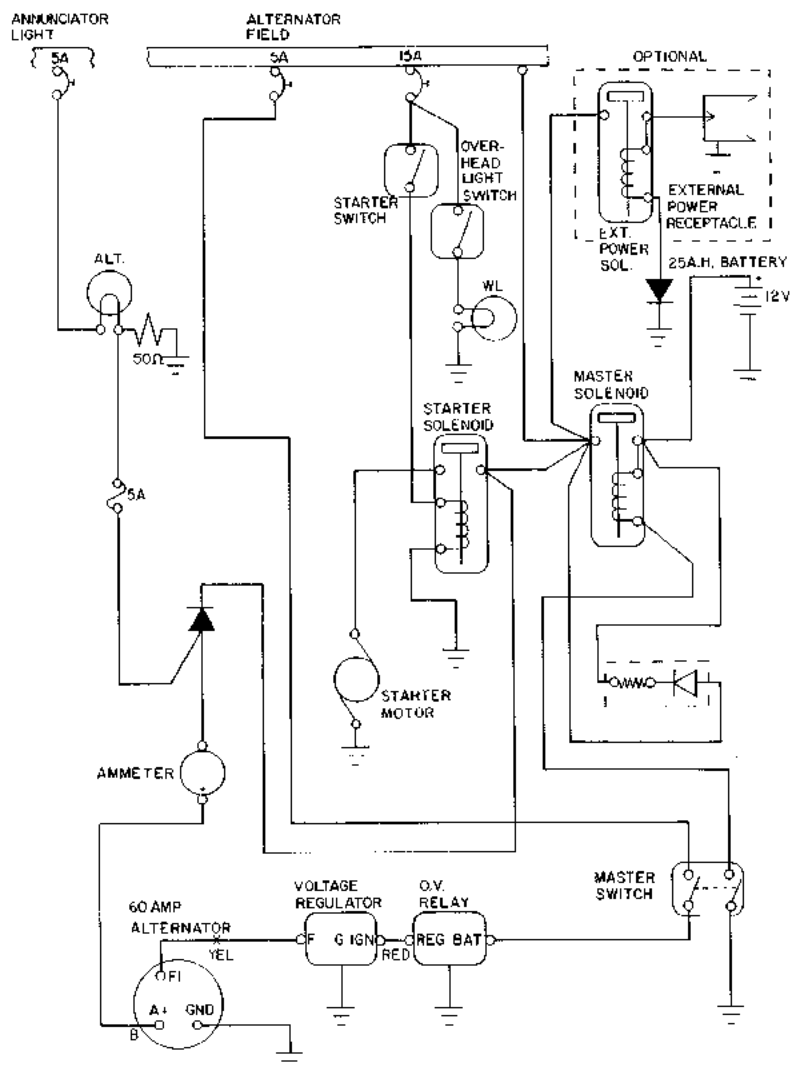 ANNUNCIATOR
LIGHT
5A
ALTERNATOR
FIELD
5A
15A
OPTIONAL
OVER-
HEAD
LIGHT
SWITCH
STARTER
SWITCH
EXTERNAL
POWER
RECEPTACLE
EXT.
POWER
SOL.
25A.H. BATTERY
+
12V
ALT.
50Ω
WL
MASTER
SOLENOID
STARTER
SOLENOID
5A
STARTER
MOTOR
AMMETER
+
MASTER
SWITCH
VOLTAGE
REGULATOR
O.V.
RELAY
60 AMP
ALTERNATOR
YEL
F G IGN
RED
REG BAT
F1
A+ GND
B